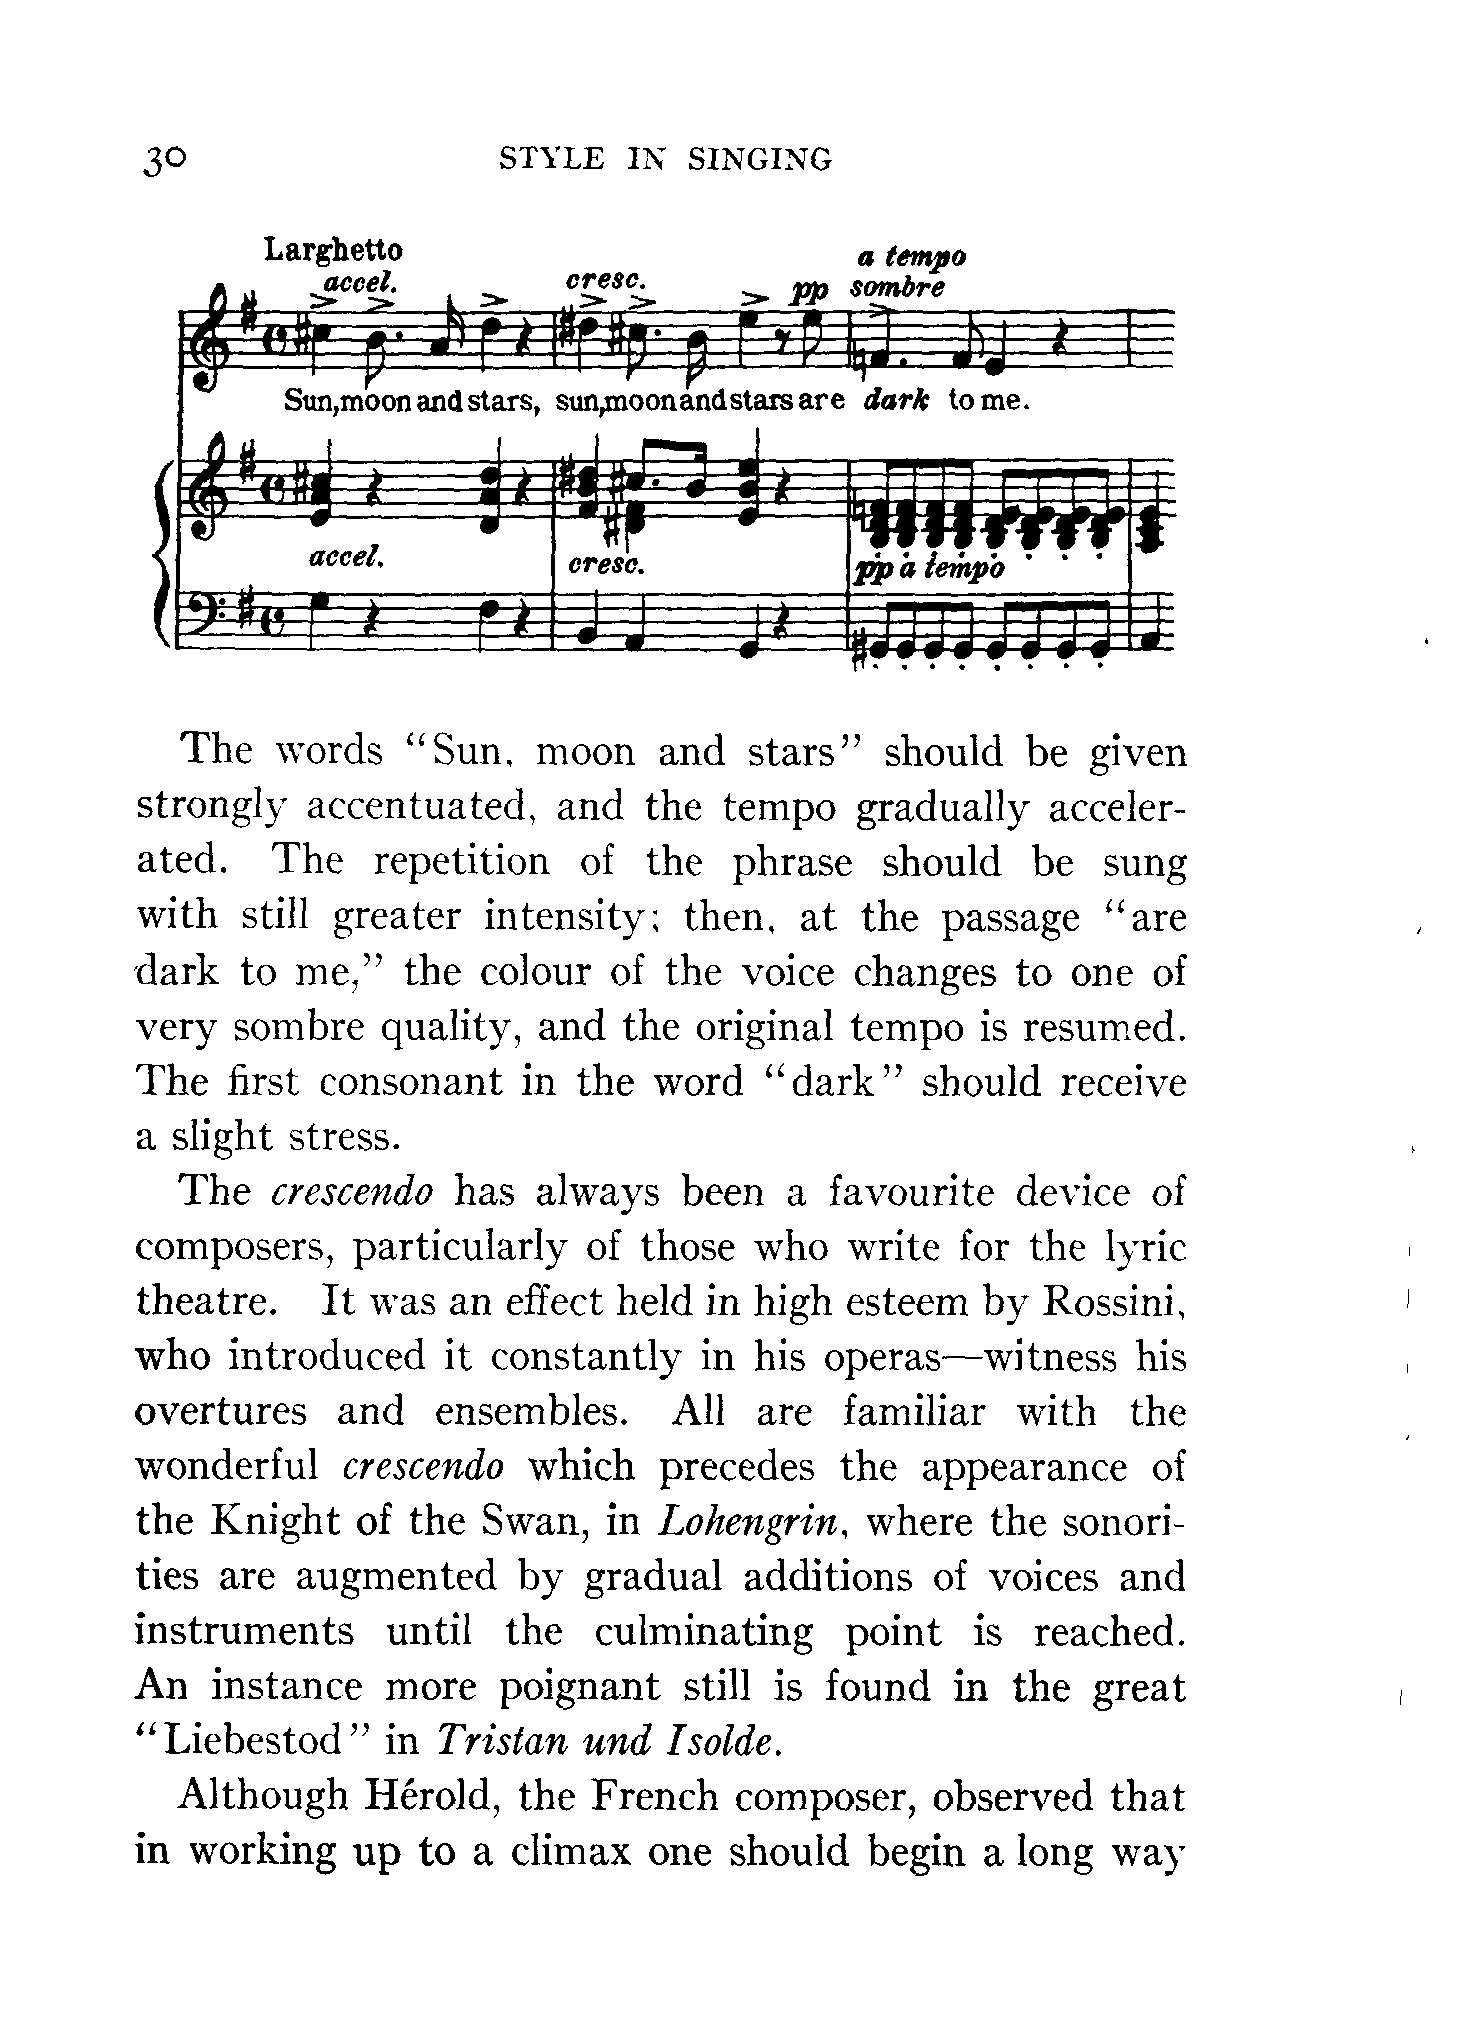 30 STYLE IN SINGING
Larghetto
a tempo
accel. cresc. pp sombre
Sun, moon and stars, sun, moon and stars are dark to me.
accel. cresc. pp a tempo
The words “Sun, moon and stars” should be given
strongly accentuated, and the tempo gradually acceler-
ated. The repetition of the phrase should be sung
with still greater intensity; then, at the passage “are
dark to me,” the colour of the voice changes to one of
very sombre quality, and the original tempo is resumed.
The first consonant in the word “dark” should receive
a slight stress.
The crescendo has always been a favourite device of
composers, particularly of those who write for the lyric
theatre. It was an effect held in high esteem by Rossini,
who introduced it constantly in his operas—witness his
overtures and ensembles. All are familiar with the
wonderful crescendo which precedes the appearance of
the Knight of the Swan, in Lohengrin, where the sonori-
ties are augmented by gradual additions of voices and
instruments until the culminating point is reached.
An instance more poignant still is found in the great
“Liebestod” in Tristan und Isolde.
Although Hérold, the French composer, observed that
in working up to a climax one should begin a long way